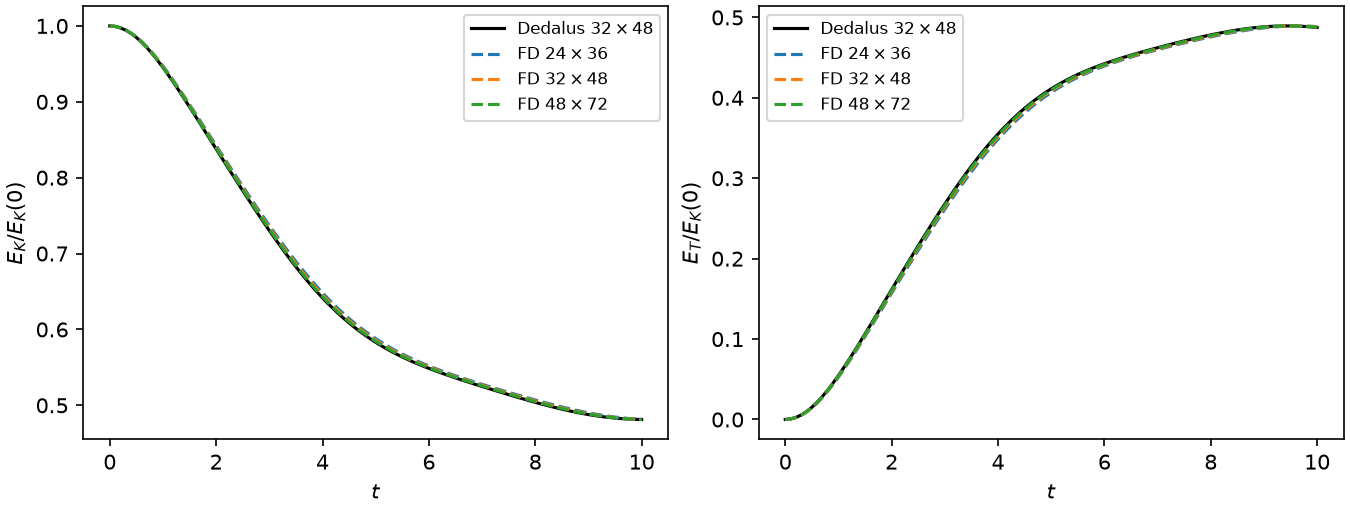 1.0
0.9
0.8
0.7
0.6
0.5
E_K/E_K(0)
0 2 4 6 8 10
t
Dedalus 32 × 48
FD 24 × 36
FD 32 × 48
FD 48 × 72
0.5
0.4
0.3
0.2
0.1
0.0
E_T/E_K(0)
0 2 4 6 8 10
t
Dedalus 32 × 48
FD 24 × 36
FD 32 × 48
FD 48 × 72